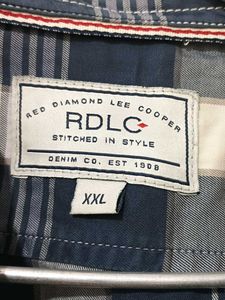 RED DIAMOND LEE COOPER
RDLC
STITCHED IN STYLE
DENIM CO. EST 1908
XXL